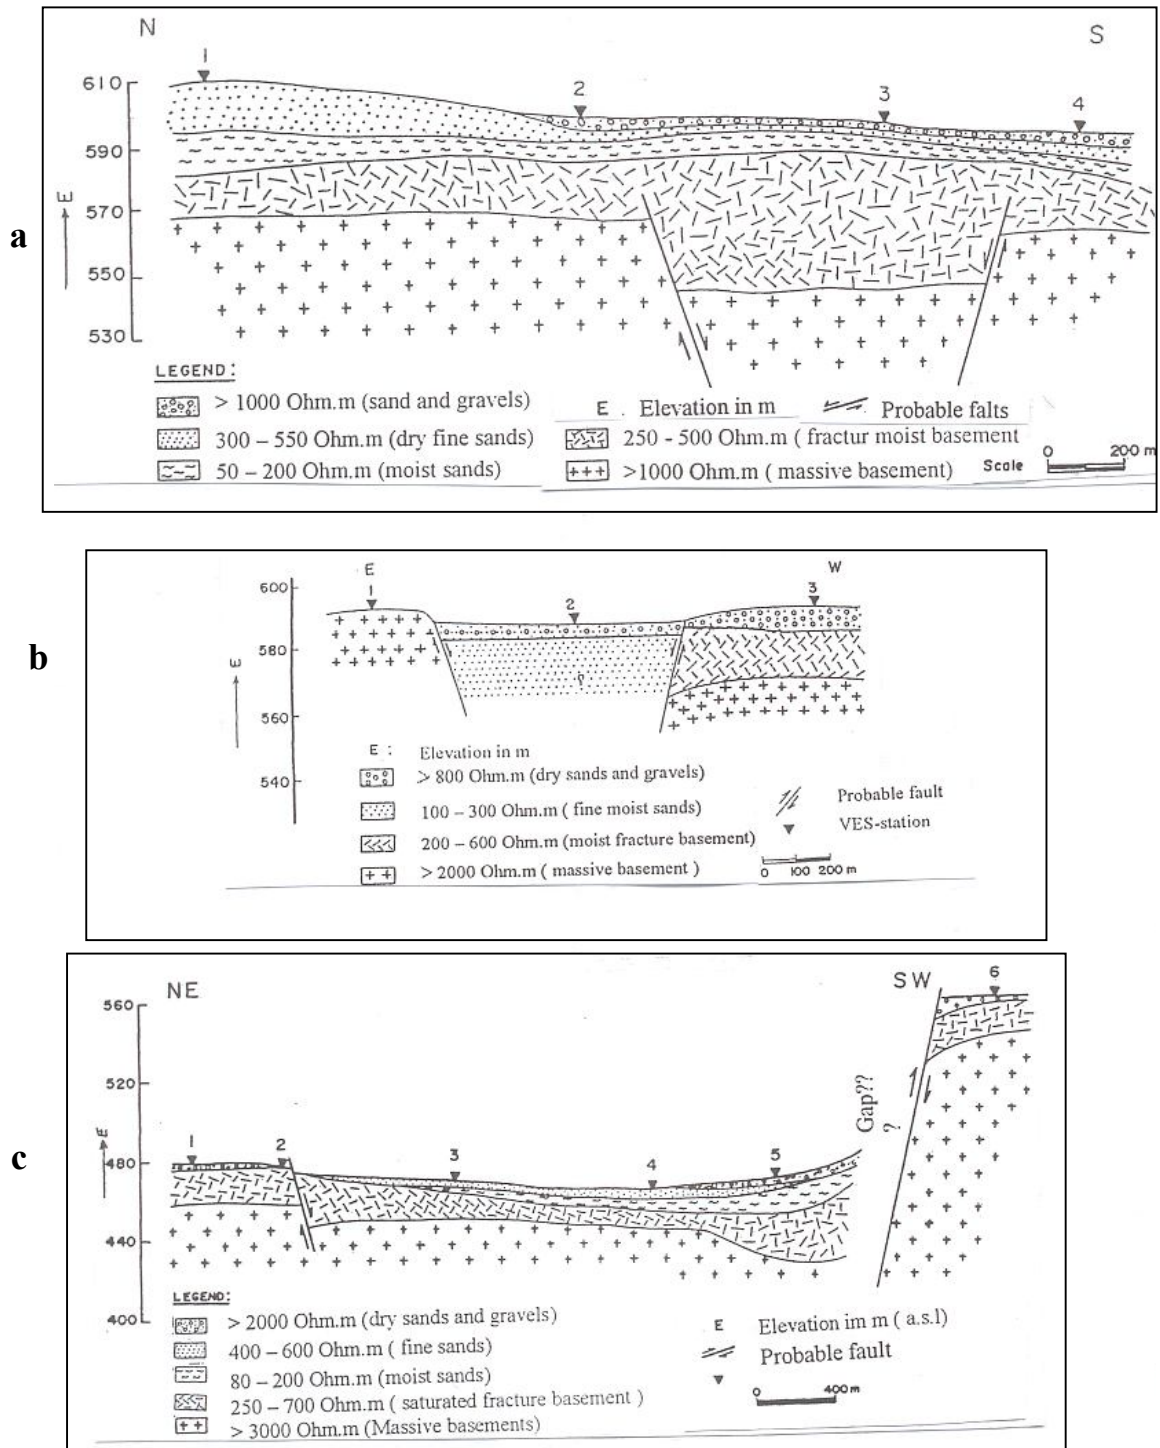 a
N
S
1
2
3
4
610
590
570
550
530
E
LEGEND:
> 1000 Ohm.m (sand and gravels)
300 – 550 Ohm.m (dry fine sands)
50 – 200 Ohm.m (moist sands)
E . Elevation in m
Probable falts
250 - 500 Ohm.m ( fractur moist basement
>1000 Ohm.m ( massive basement)
Scale
0 200 m
b
E
W
1
2
3
600
580
560
540
E
?
E : Elevation in m
> 800 Ohm.m (dry sands and gravels)
100 – 300 Ohm.m ( fine moist sands)
200 – 600 Ohm.m (moist fracture basement)
> 2000 Ohm.m ( massive basement )
Probable fault
VES-station
0 100 200 m
c
NE
SW
1
2
3
4
5
6
560
520
480
440
400
E
Gap??
?
LEGEND:
> 2000 Ohm.m (dry sands and gravels)
400 – 600 Ohm.m ( fine sands)
80 – 200 Ohm.m (moist sands)
250 – 700 Ohm.m ( saturated fracture basement )
> 3000 Ohm.m (Massive basements)
E Elevation im m ( a.s.l)
Probable fault
0 400 m